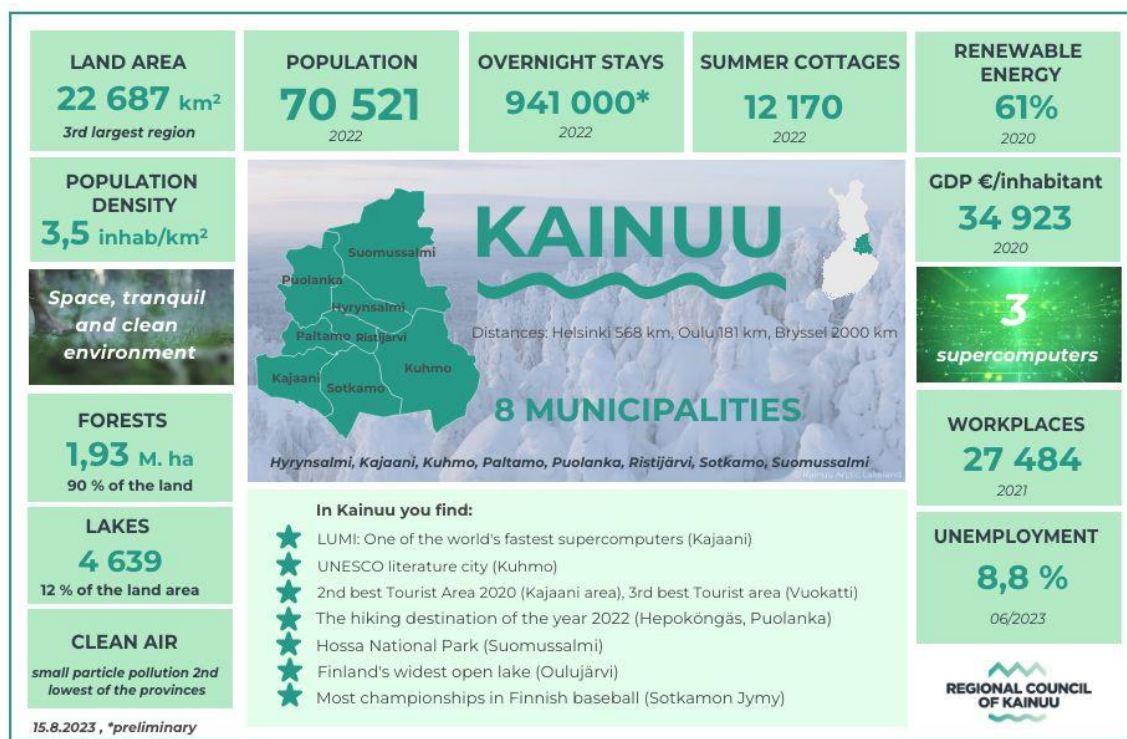 LAND AREA
22 687 km²
3rd largest region
POPULATION
70 521
2022
OVERNIGHT STAYS
941 000*
2022
SUMMER COTTAGES
12 170
2022
RENEWABLE
ENERGY
61%
2020
POPULATION
DENSITY
3,5 inhab/km²
GDP €/inhabitant
34 923
2020
Space, tranquil
and clean
environment
Suomussalmi
Puolanka
Hyrynsalmi
Paltamo Ristijärvi
Kuhmo
Kajaani
Sotkamo
KAINUU
Distances: Helsinki 568 km, Oulu 181 km, Bryssel 2000 km
8 MUNICIPALITIES
Hyrynsalmi, Kajaani, Kuhmo, Paltamo, Puolanka, Ristijärvi, Sotkamo, Suomussalmi
© Kainuu Arctic Lakeland
3
supercomputers
FORESTS
1,93 M. ha
90 % of the land
WORKPLACES
27 484
2021
LAKES
4 639
12 % of the land area
UNEMPLOYMENT
8,8 %
06/2023
CLEAN AIR
small particle pollution 2nd
lowest of the provinces
In Kainuu you find:
LUMI: One of the world's fastest supercomputers (Kajaani)
UNESCO literature city (Kuhmo)
2nd best Tourist Area 2020 (Kajaani area), 3rd best Tourist area (Vuokatti)
The hiking destination of the year 2022 (Hepoköngäs, Puolanka)
Hossa National Park (Suomussalmi)
Finland's widest open lake (Oulujärvi)
Most championships in Finnish baseball (Sotkamon Jymy)
REGIONAL COUNCIL
OF KAINUU
15.8.2023 , *preliminary